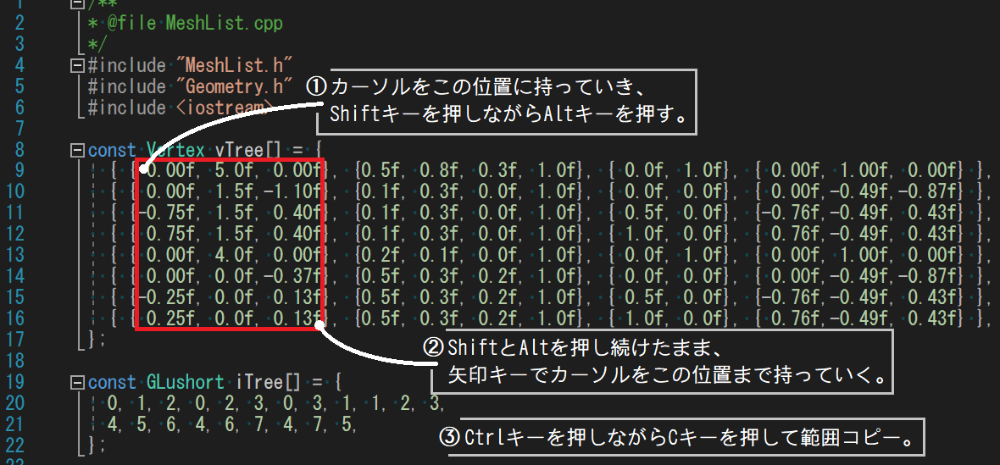 1 /**
2 * @file MeshList.cpp
3 */
4 #include "MeshList.h"
5 #include "Geometry.h"
6 #include <iostream>
7
8 const Vertex vTree[] = {
9 { { 0.00f, 5.0f, 0.00f}, {0.5f, 0.8f, 0.3f, 1.0f}, { 0.0f, 1.0f}, { 0.00f, 1.00f, 0.00f} },
10 { { 0.00f, 1.5f,-1.10f}, {0.1f, 0.3f, 0.0f, 1.0f}, { 0.0f, 0.0f}, { 0.00f,-0.49f,-0.87f} },
11 { {-0.75f, 1.5f, 0.40f}, {0.1f, 0.3f, 0.0f, 1.0f}, { 0.5f, 0.0f}, {-0.76f,-0.49f, 0.43f} },
12 { { 0.75f, 1.5f, 0.40f}, {0.1f, 0.3f, 0.0f, 1.0f}, { 1.0f, 0.0f}, { 0.76f,-0.49f, 0.43f} },
13 { { 0.00f, 4.0f, 0.00f}, {0.2f, 0.1f, 0.0f, 1.0f}, { 0.0f, 1.0f}, { 0.00f, 1.00f, 0.00f} },
14 { { 0.00f, 0.0f,-0.37f}, {0.5f, 0.3f, 0.2f, 1.0f}, { 0.0f, 0.0f}, { 0.00f,-0.49f,-0.87f} },
15 { {-0.25f, 0.0f, 0.13f}, {0.5f, 0.3f, 0.2f, 1.0f}, { 0.5f, 0.0f}, {-0.76f,-0.49f, 0.43f} },
16 { { 0.25f, 0.0f, 0.13f}, {0.5f, 0.3f, 0.2f, 1.0f}, { 1.0f, 0.0f}, { 0.76f,-0.49f, 0.43f} },
17 };
18
19 const GLushort iTree[] = {
20 0, 1, 2, 0, 2, 3, 0, 3, 1, 1, 2, 3,
21 4, 5, 6, 4, 6, 7, 4, 7, 5,
22 };
23
①カーソルをこの位置に持っていき、
Shiftキーを押しながらAltキーを押す。
②ShiftとAltを押し続けたまま、
矢印キーでカーソルをこの位置まで持っていく。
③Ctrlキーを押しながらCキーを押して範囲コピー。